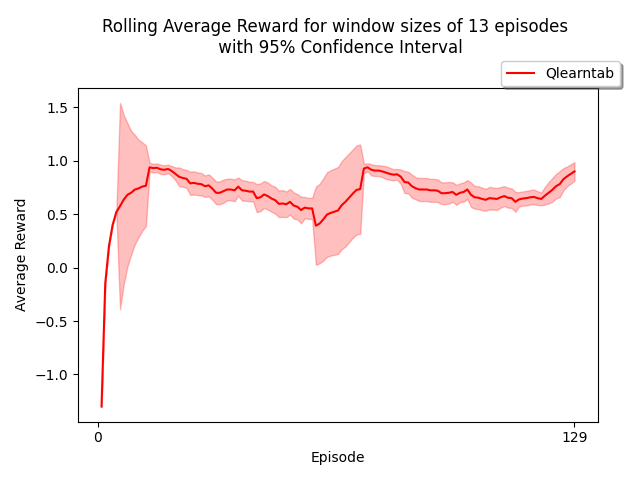 Rolling Average Reward for window sizes of 13 episodes
with 95% Confidence Interval
Qlearntab
1.5
1.0
0.5
0.0
−0.5
−1.0
Average Reward
0
129
Episode